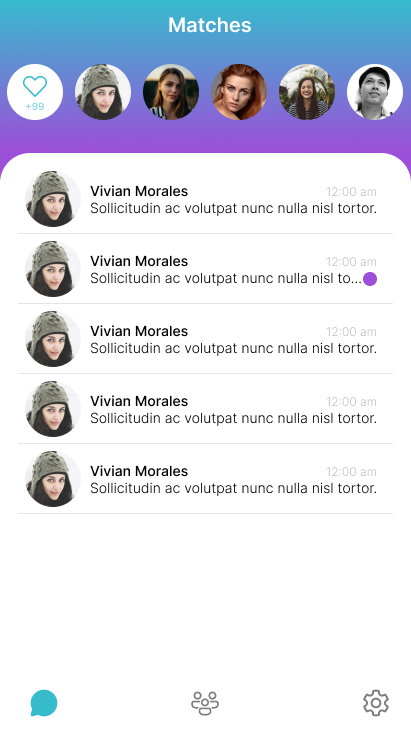 Matches
+99
Vivian Morales 12:00 am
Sollicitudin ac volutpat nunc nulla nisl tortor.
Vivian Morales 12:00 am
Sollicitudin ac volutpat nunc nulla nisl to...
Vivian Morales 12:00 am
Sollicitudin ac volutpat nunc nulla nisl tortor.
Vivian Morales 12:00 am
Sollicitudin ac volutpat nunc nulla nisl tortor.
Vivian Morales 12:00 am
Sollicitudin ac volutpat nunc nulla nisl tortor.